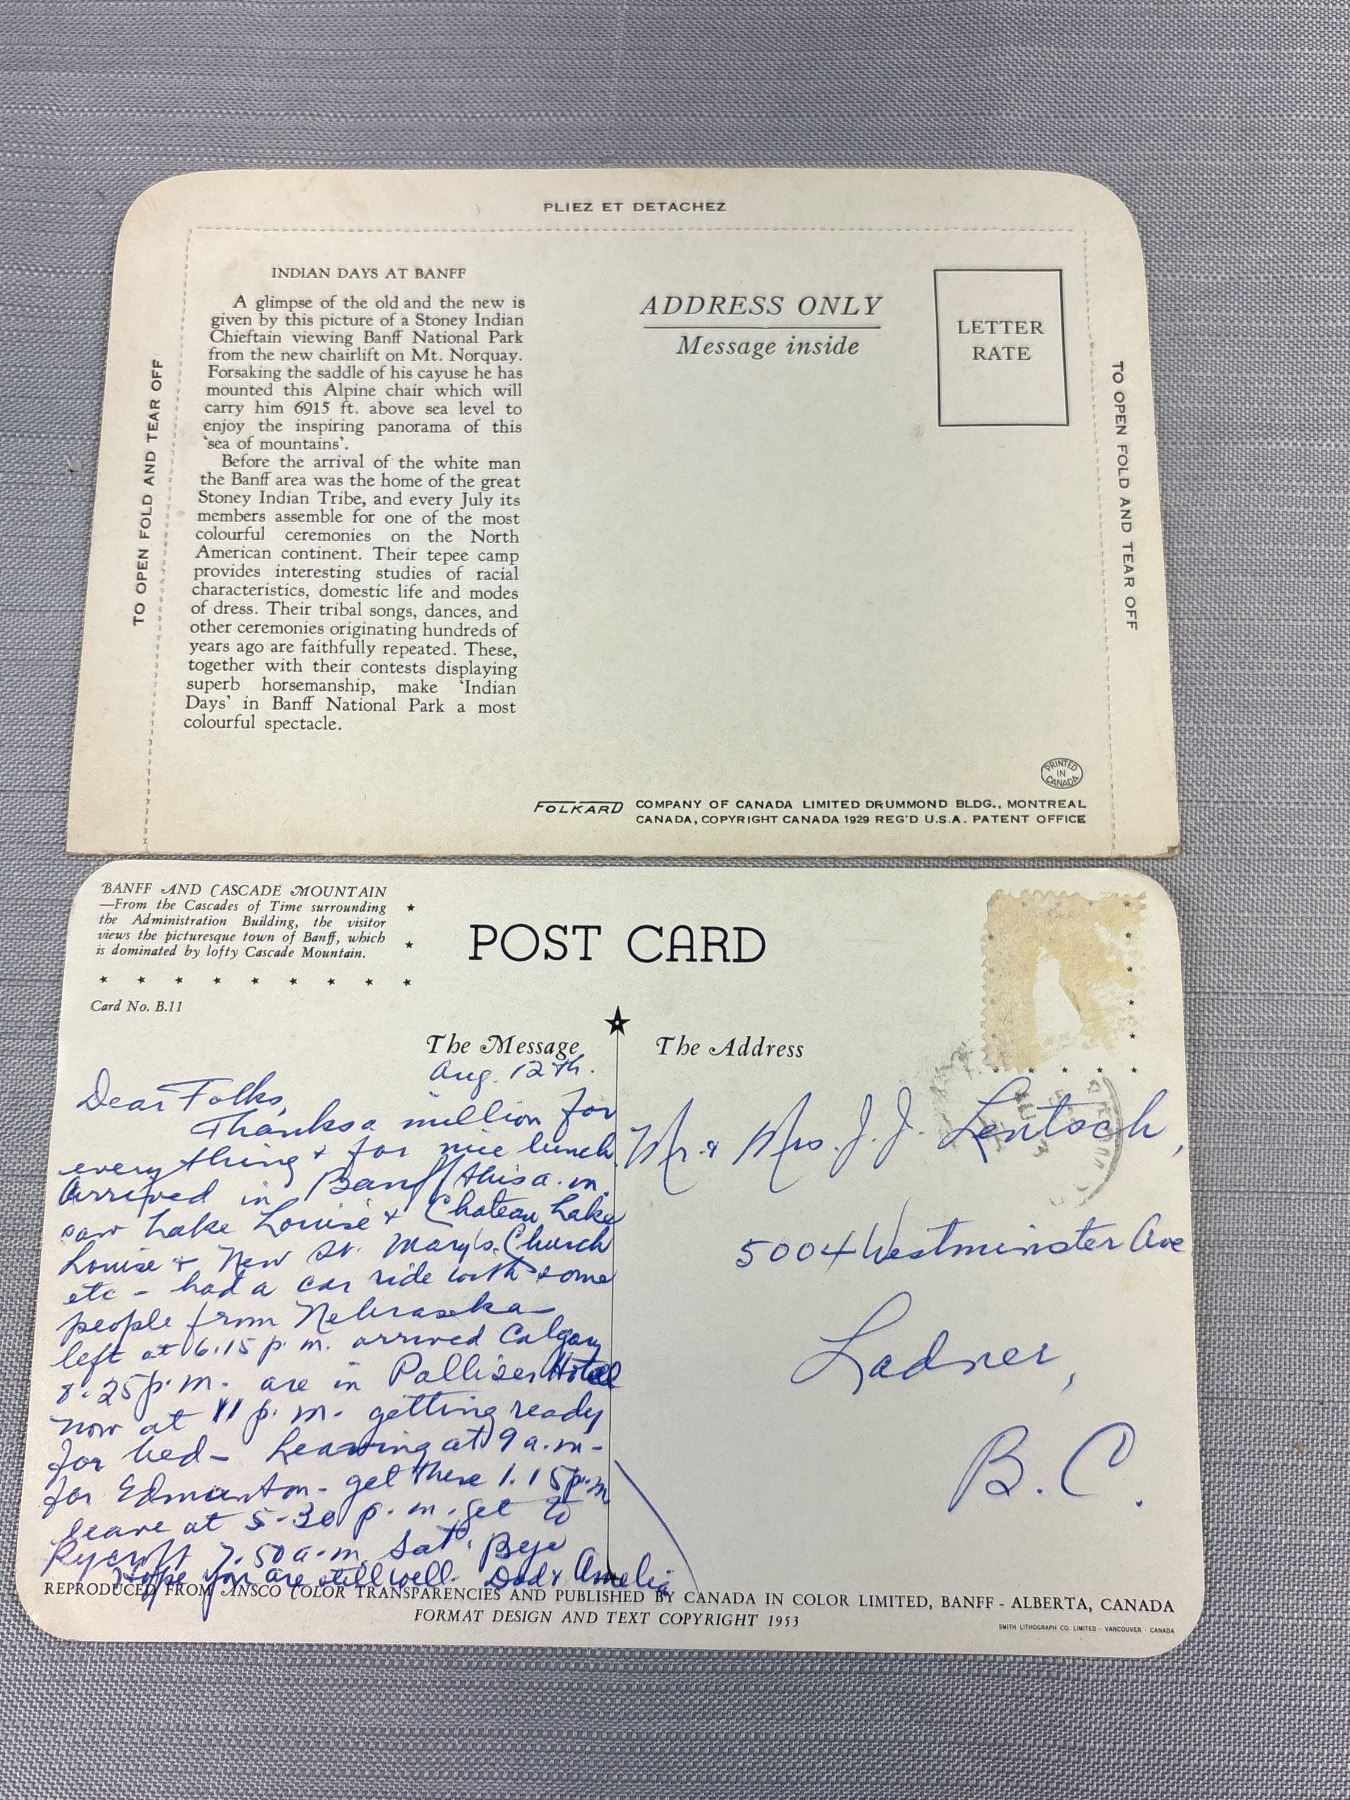 PLIEZ ET DETACHEZ
TO OPEN FOLD AND TEAR OFF
INDIAN DAYS AT BANFF
A glimpse of the old and the new is
given by this picture of a Stoney Indian
Chieftain viewing Banff National Park
from the new chairlift on Mt. Norquay.
Forsaking the saddle of his cayuse he has
mounted this Alpine chair which will
carry him 6915 ft. above sea level to
enjoy the inspiring panorama of this
'sea of mountains'.
Before the arrival of the white man
the Banff area was the home of the great
Stoney Indian Tribe, and every July its
members assemble for one of the most
colourful ceremonies on the North
American continent. Their tepee camp
provides interesting studies of racial
characteristics, domestic life and modes
of dress. Their tribal songs, dances, and
other ceremonies originating hundreds of
years ago are faithfully repeated. These,
together with their contests displaying
superb horsemanship, make 'Indian
Days' in Banff National Park a most
colourful spectacle.
ADDRESS ONLY
Message inside
LETTER
RATE
TO OPEN FOLD AND TEAR OFF
PRINTED
IN
CANADA
FOLKARD COMPANY OF CANADA LIMITED DRUMMOND BLDG., MONTREAL
CANADA, COPYRIGHT CANADA 1929 REG'D U.S.A. PATENT OFFICE
BANFF AND CASCADE MOUNTAIN
—From the Cascades of Time surrounding
the Administration Building, the visitor
views the picturesque town of Banff, which
is dominated by lofty Cascade Mountain.
Card No. B.11
POST CARD
The Message
Aug. 12th.
Dear Folks,
Thanks a million for
everything & for nice lunch.
Arrived in Banff this a.m.
saw Lake Louise & Chateau Lake
Louise & New St. Mary's Church
etc - had a car ride with some
people from Nebraska
left at 6.15 p.m. arrived Calgary
8.25 p.m. are in Palliser Hotel
now at 11 p.m. getting ready
for bed - Leaving at 9 a.m.-
for Edmonton - get there 1.15 p.m
leave at 5-30 p.m. get to
Rycroft 7.50 a.m. Sat. Bye
Hope you are still well. Dad & Amelia
The Address
Mr. & Mrs. J. J. Lentsch,
5004 Westminster Ave
Ladner,
B.C.
REPRODUCED FROM ANSCO COLOR TRANSPARENCIES AND PUBLISHED BY CANADA IN COLOR LIMITED, BANFF - ALBERTA, CANADA
FORMAT DESIGN AND TEXT COPYRIGHT 1953
SMITH LITHOGRAPH CO. LIMITED - VANCOUVER - CANADA